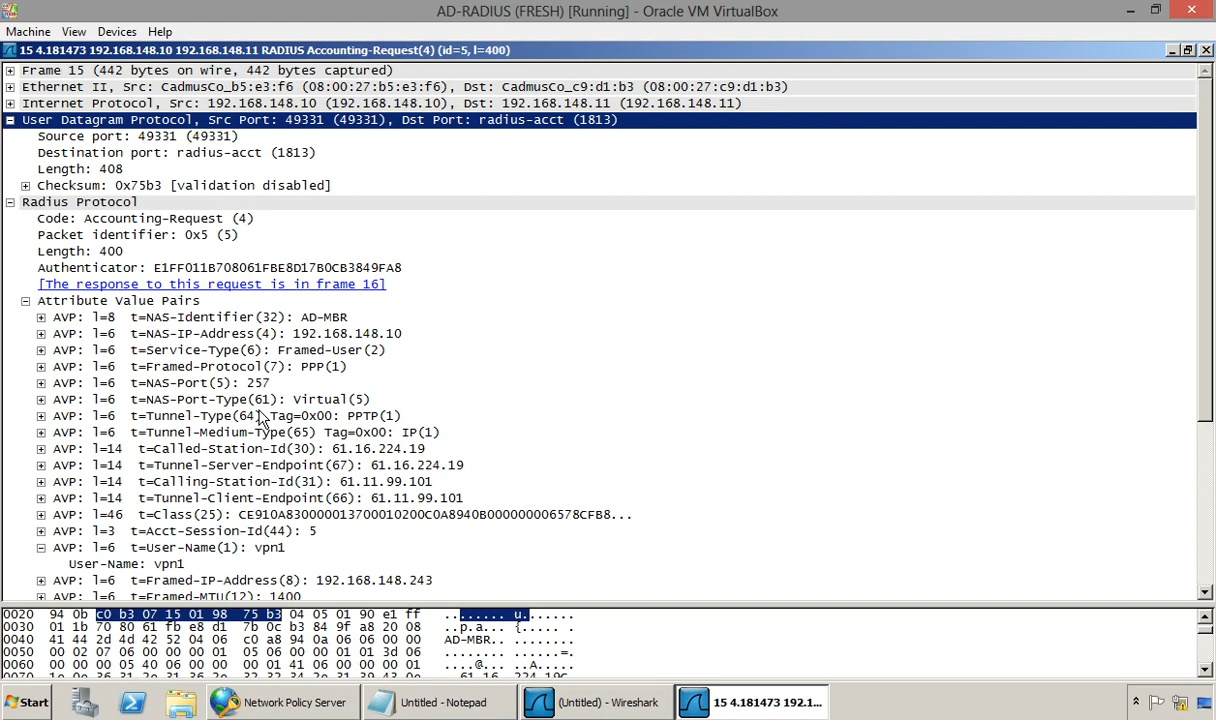 AD-RADIUS (FRESH) [Running] - Oracle VM VirtualBox
Machine View Devices Help
15 4.181473 192.168.148.10 192.168.148.11 RADIUS Accounting-Request(4) (id=5, l=400)
Frame 15 (442 bytes on wire, 442 bytes captured)
Ethernet II, Src: CadmusCo_b5:e3:f6 (08:00:27:b5:e3:f6), Dst: CadmusCo_c9:d1:b3 (08:00:27:c9:d1:b3)
Internet Protocol, Src: 192.168.148.10 (192.168.148.10), Dst: 192.168.148.11 (192.168.148.11)
User Datagram Protocol, Src Port: 49331 (49331), Dst Port: radius-acct (1813)
Source port: 49331 (49331)
Destination port: radius-acct (1813)
Length: 408
Checksum: 0x75b3 [validation disabled]
Radius Protocol
Code: Accounting-Request (4)
Packet identifier: 0x5 (5)
Length: 400
Authenticator: E1FF011B708061FBE8D17B0CB3849FA8
[The response to this request is in frame 16]
Attribute Value Pairs
AVP: l=8 t=NAS-Identifier(32): AD-MBR
AVP: l=6 t=NAS-IP-Address(4): 192.168.148.10
AVP: l=6 t=Service-Type(6): Framed-User(2)
AVP: l=6 t=Framed-Protocol(7): PPP(1)
AVP: l=6 t=NAS-Port(5): 257
AVP: l=6 t=NAS-Port-Type(61): Virtual(5)
AVP: l=6 t=Tunnel-Type(64) Tag=0x00: PPTP(1)
AVP: l=6 t=Tunnel-Medium-Type(65) Tag=0x00: IP(1)
AVP: l=14 t=Called-Station-Id(30): 61.16.224.19
AVP: l=14 t=Tunnel-Server-Endpoint(67): 61.16.224.19
AVP: l=14 t=Calling-Station-Id(31): 61.11.99.101
AVP: l=14 t=Tunnel-Client-Endpoint(66): 61.11.99.101
AVP: l=46 t=Class(25): CE910A830000013700010200C0A8940B000000006578CFB8...
AVP: l=3 t=Acct-Session-Id(44): 5
AVP: l=6 t=User-Name(1): vpn1
User-Name: vpn1
AVP: l=6 t=Framed-IP-Address(8): 192.168.148.243
AVP: l=6 t=Framed-MTU(12): 1400
0020 94 0b c0 b3 07 15 01 98 75 b3 04 05 01 90 e1 ff ........ u.......
0030 01 1b 70 80 61 fb e8 d1 7b 0c b3 84 9f a8 20 08 ..p.a... {..... .
0040 41 44 2d 4d 42 52 04 06 c0 a8 94 0a 06 06 00 00 AD-MBR.. ........
0050 00 02 07 06 00 00 00 01 05 06 00 00 01 01 3d 06 ........ ......=.
0060 00 00 00 05 40 06 00 00 00 01 41 06 00 00 00 01 ....@... ..A.....
Start
Network Policy Server
Untitled - Notepad
(Untitled) - Wireshark
15 4.181473 192.1...